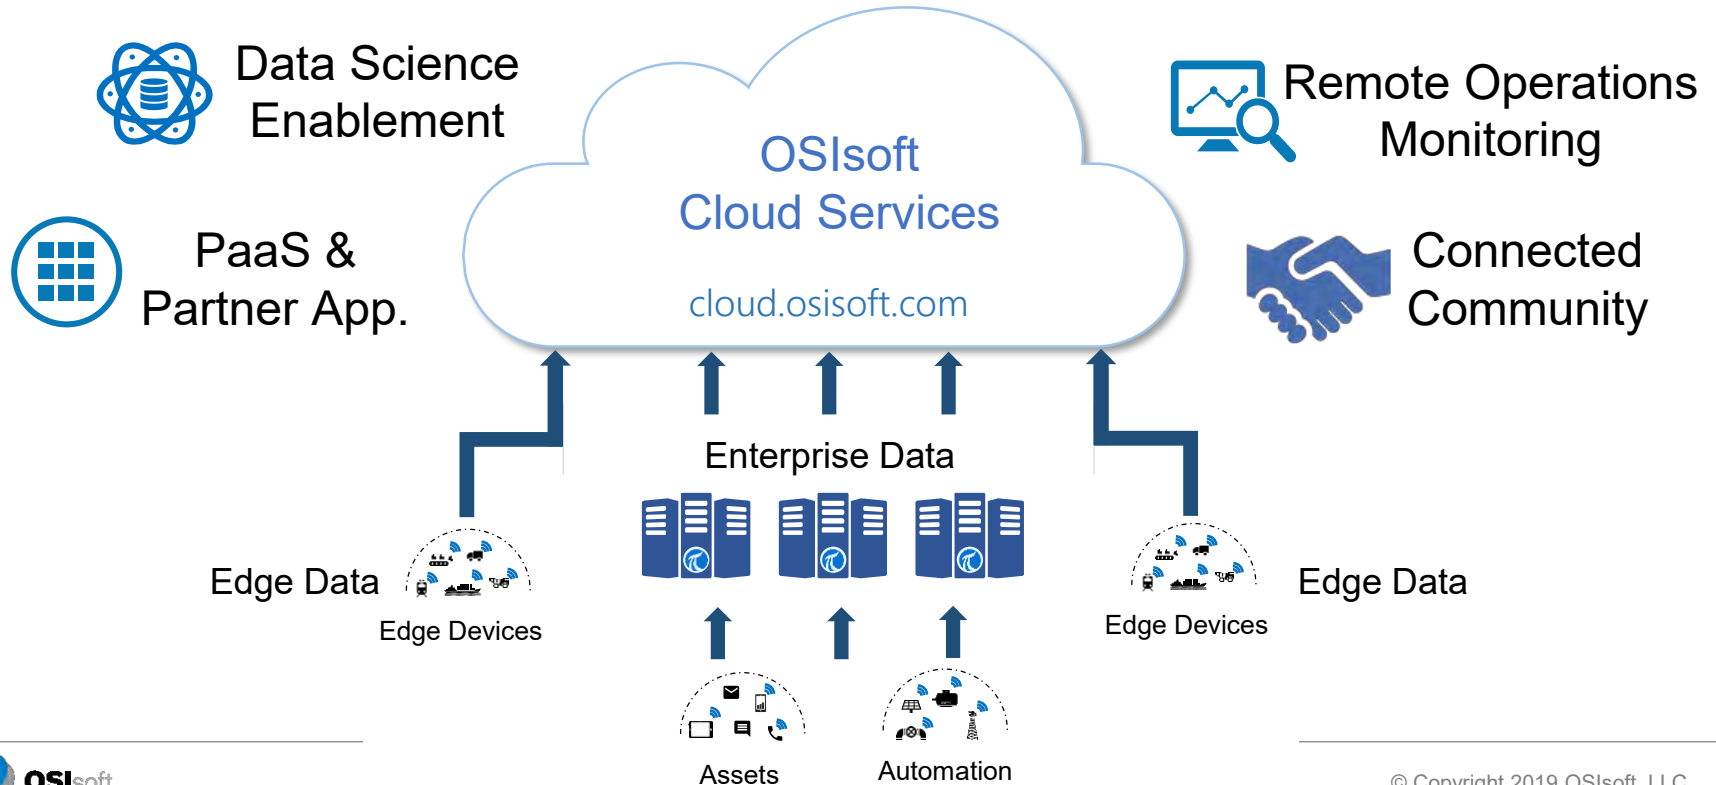 Data Science
Enablement
PaaS &
Partner App.
OSIsoft
Cloud Services
cloud.osisoft.com
Remote Operations
Monitoring
Connected
Community
Enterprise Data
Edge Data
Edge Devices
Edge Data
Edge Devices
Assets
Automation
OSIsoft
© Copyright 2019 OSIsoft, LLC